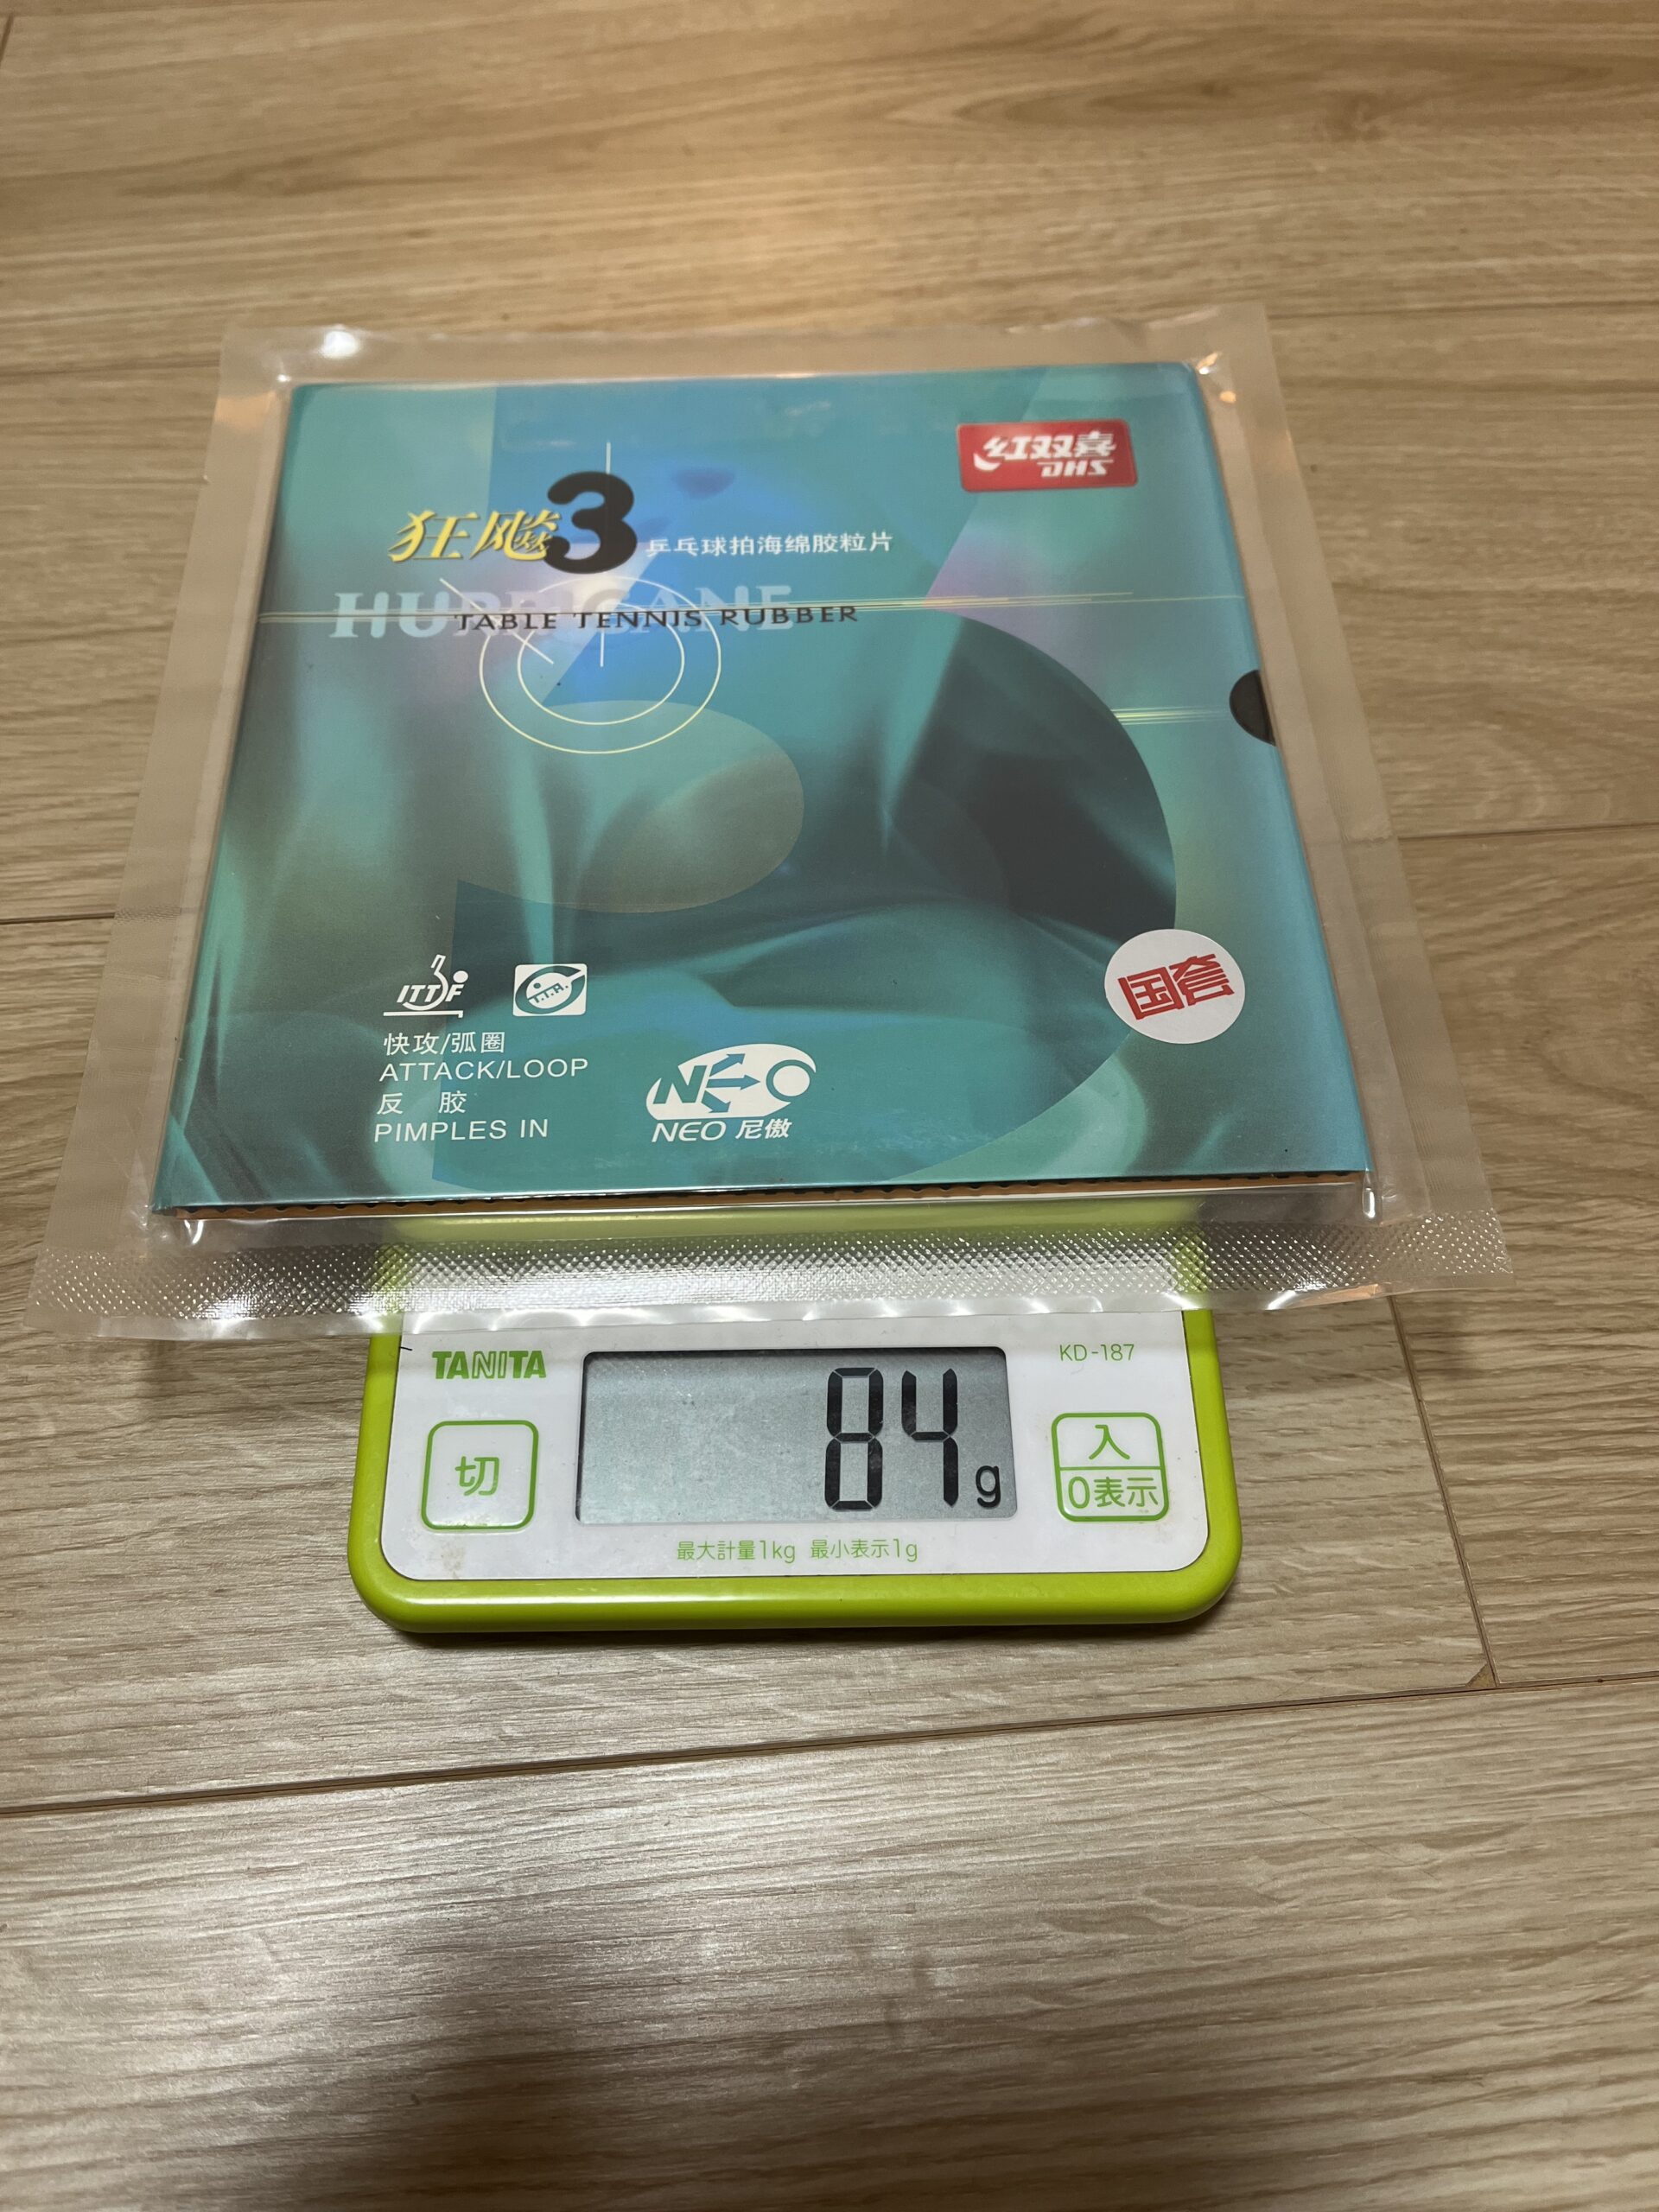 红双喜
DHS
狂飚3 乒乓球拍海绵胶粒片
HURRICANE
TABLE TENNIS RUBBER
国套
ITTF
T.T.A.
快攻/弧圈
ATTACK/LOOP
反 胶
PIMPLES IN
NEO
NEO 尼傲
TANITA
KD-187
切
84g
入
0表示
最大計量1kg 最小表示1g